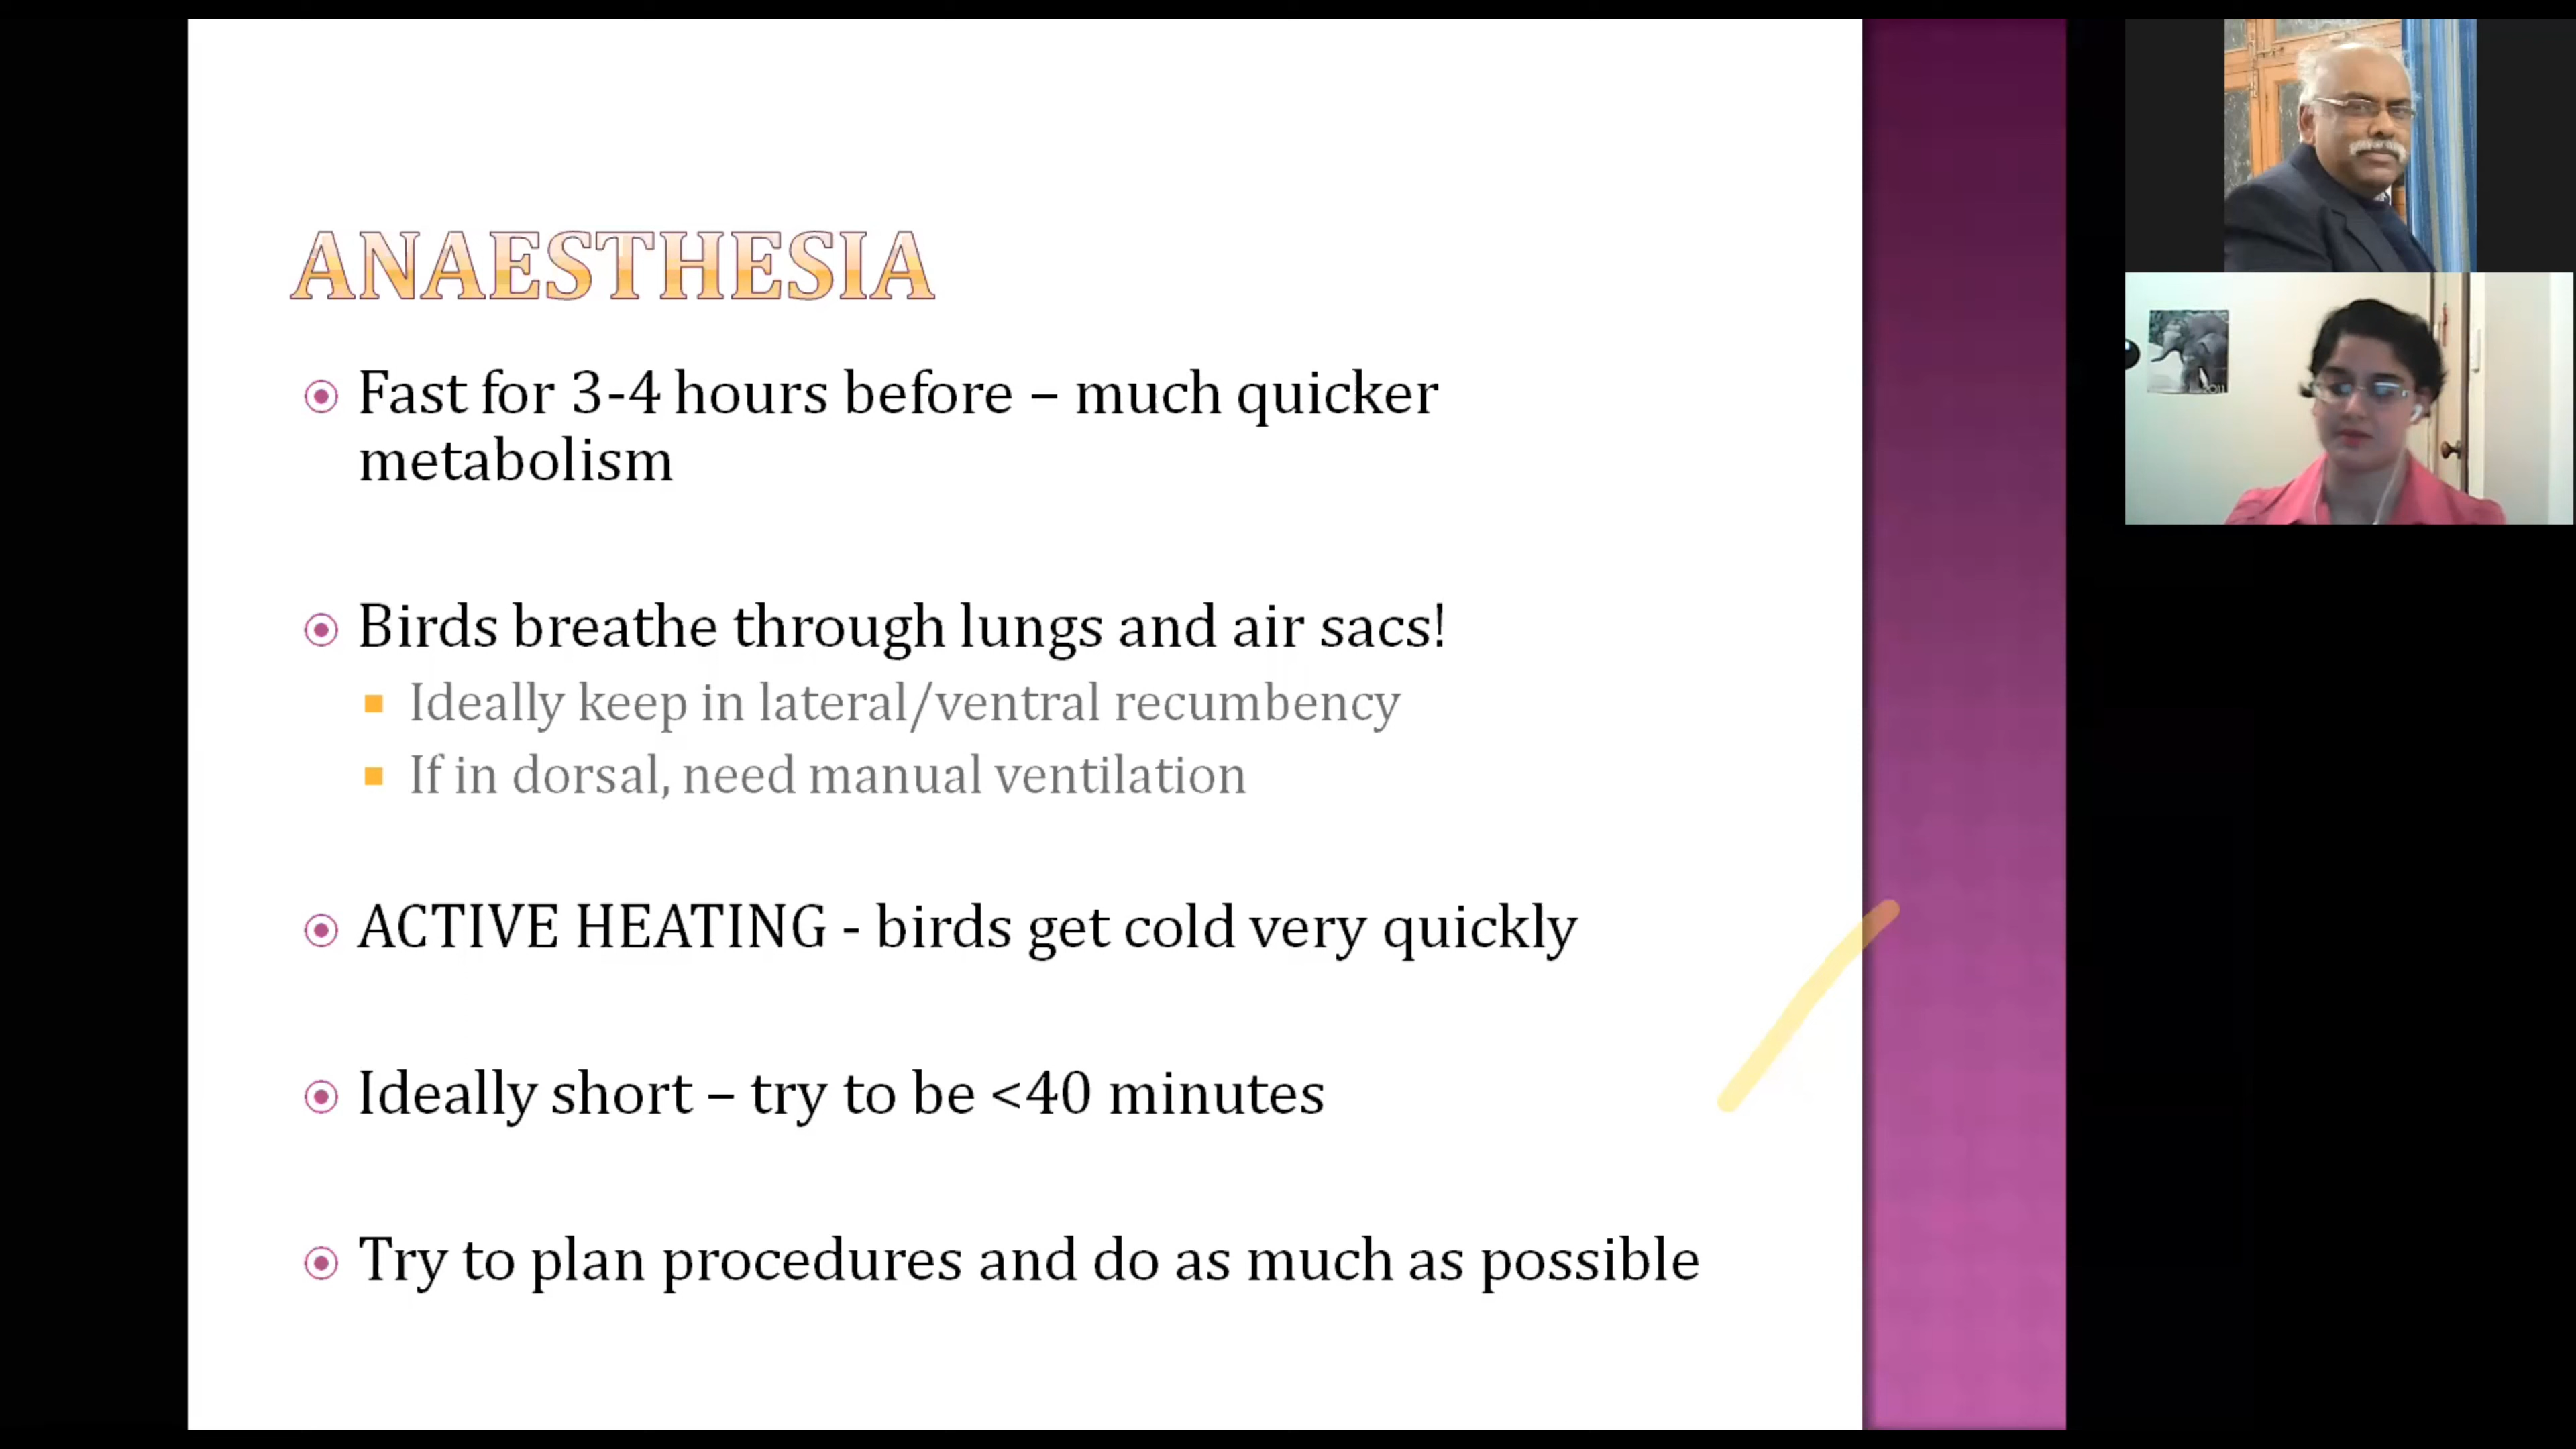 ANAESTHESIA
Fast for 3-4 hours before – much quicker
metabolism
Birds breathe through lungs and air sacs!
Ideally keep in lateral/ventral recumbency
If in dorsal, need manual ventilation
ACTIVE HEATING - birds get cold very quickly
Ideally short – try to be <40 minutes
Try to plan procedures and do as much as possible
2011